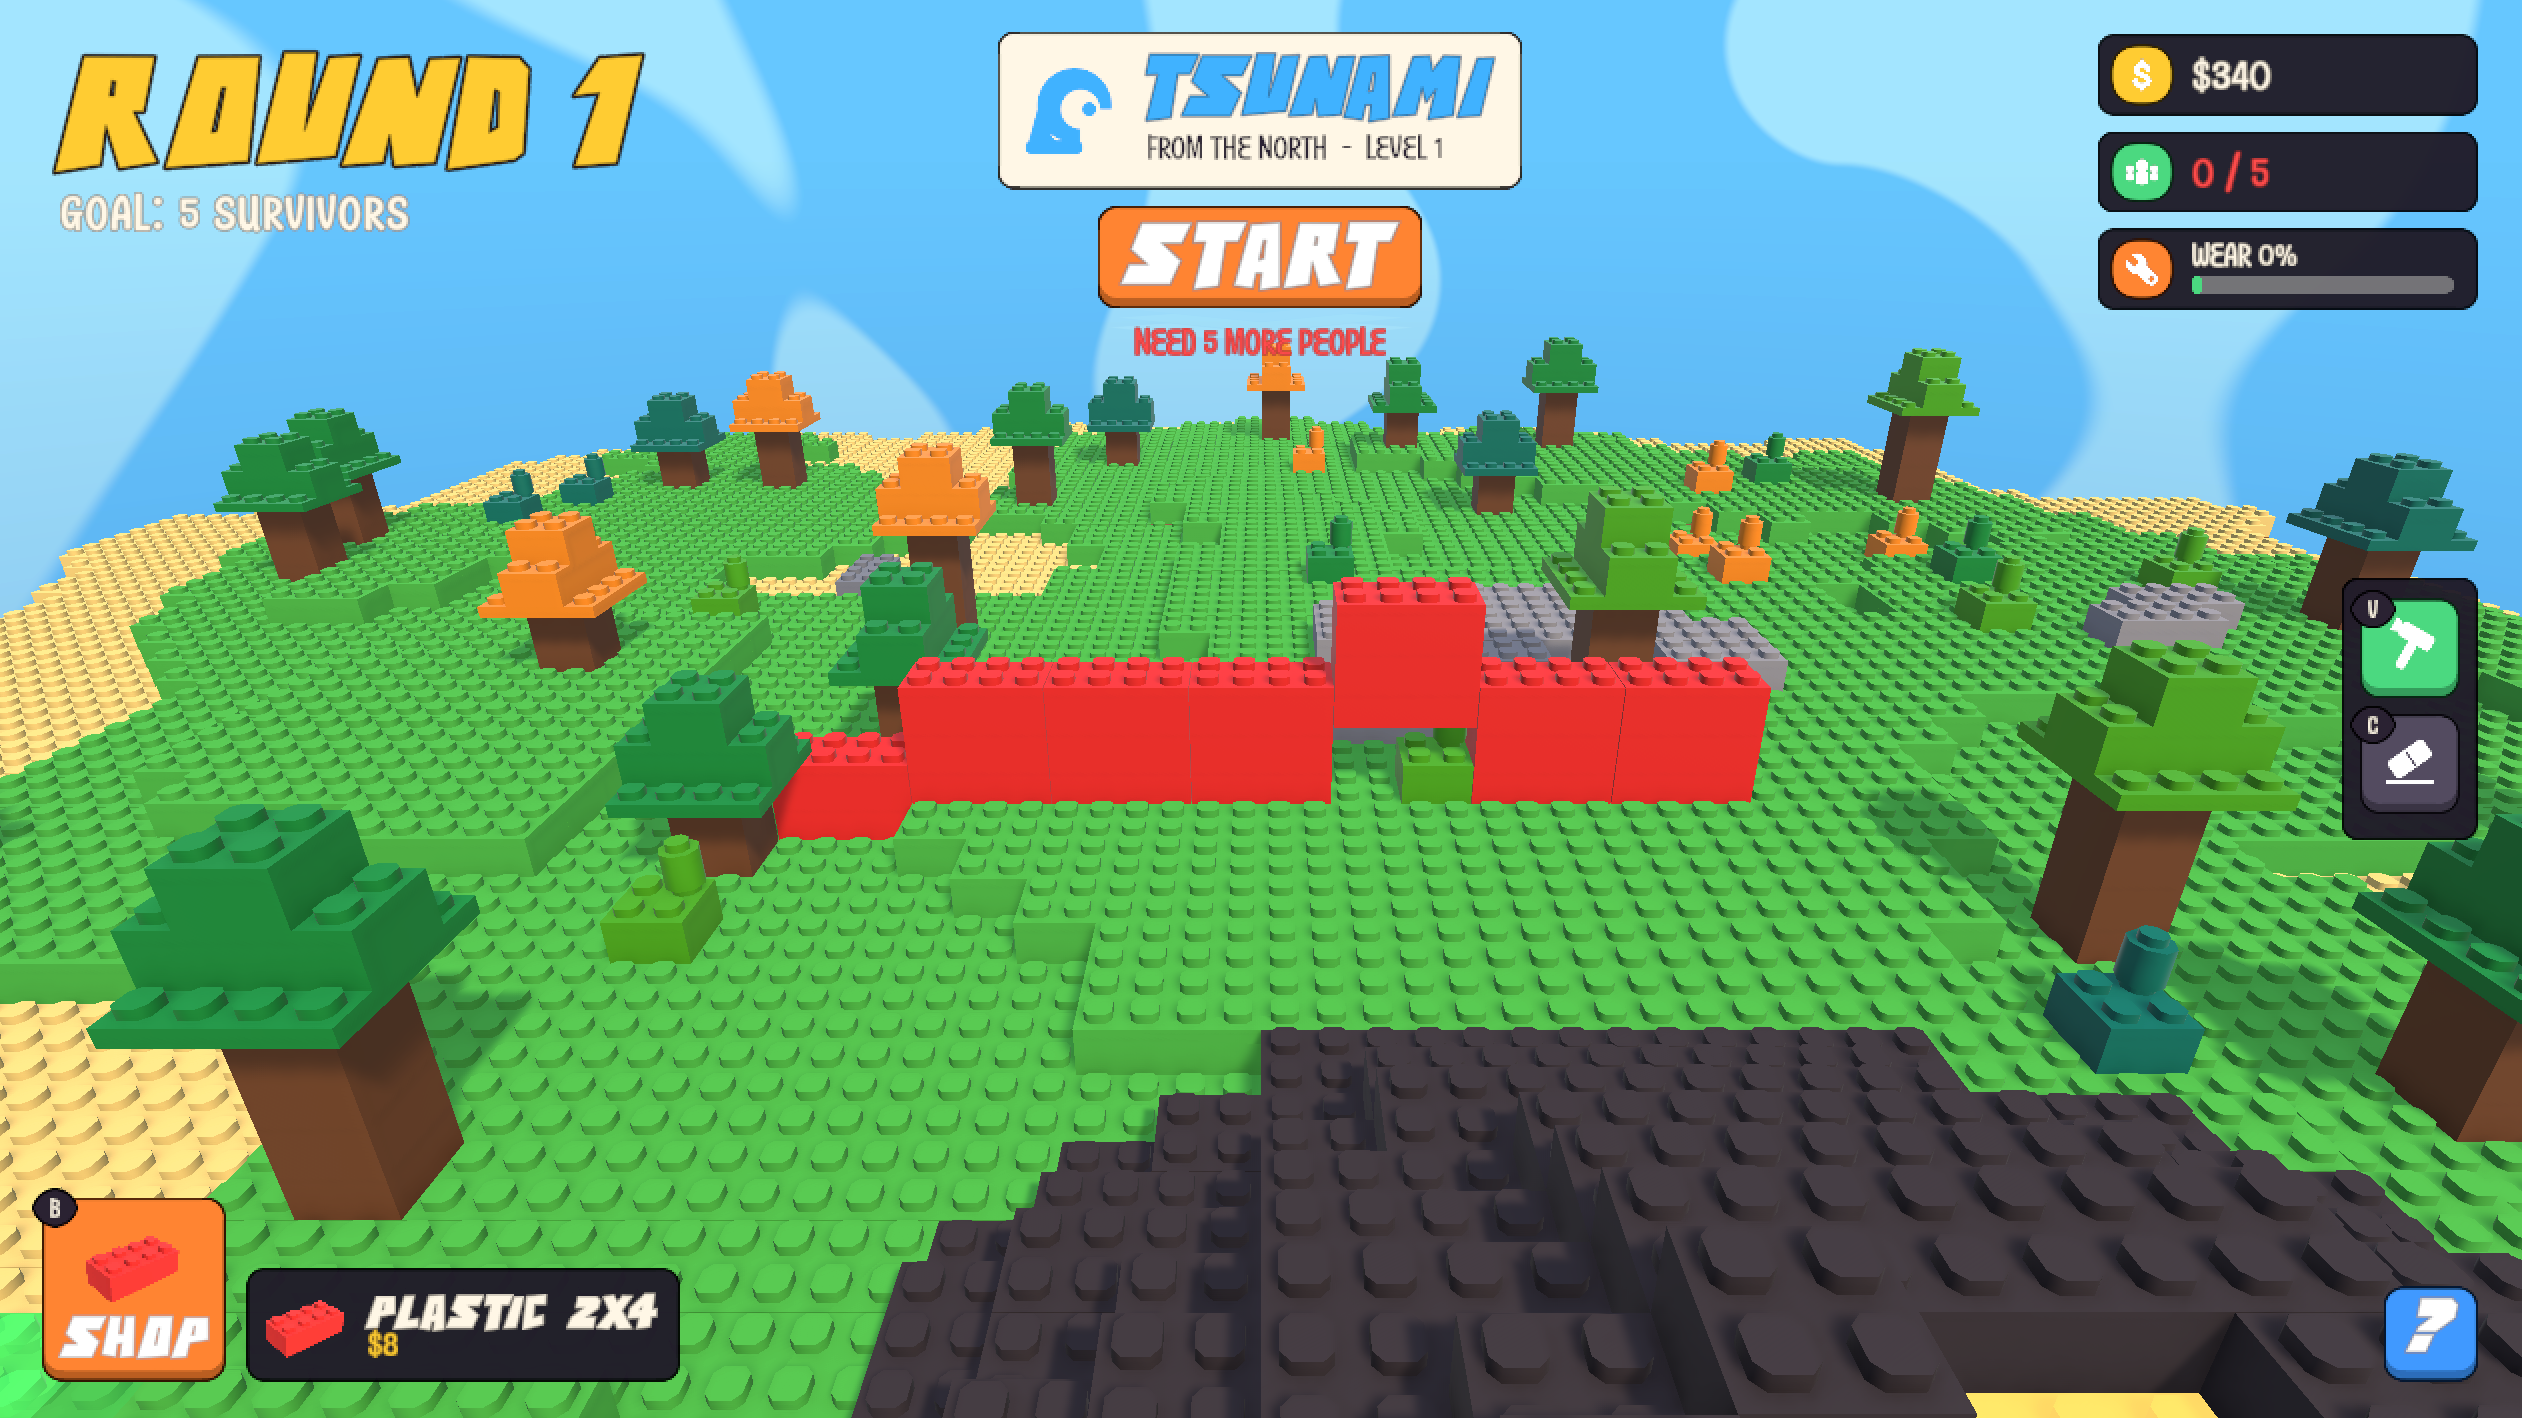 ROUND 1
GOAL: 5 SURVIVORS
TSUNAMI
FROM THE NORTH - LEVEL 1
START
NEED 5 MORE PEOPLE
$340
0 / 5
WEAR 0%
V
C
B
SHOP
PLASTIC 2X4
$8
?